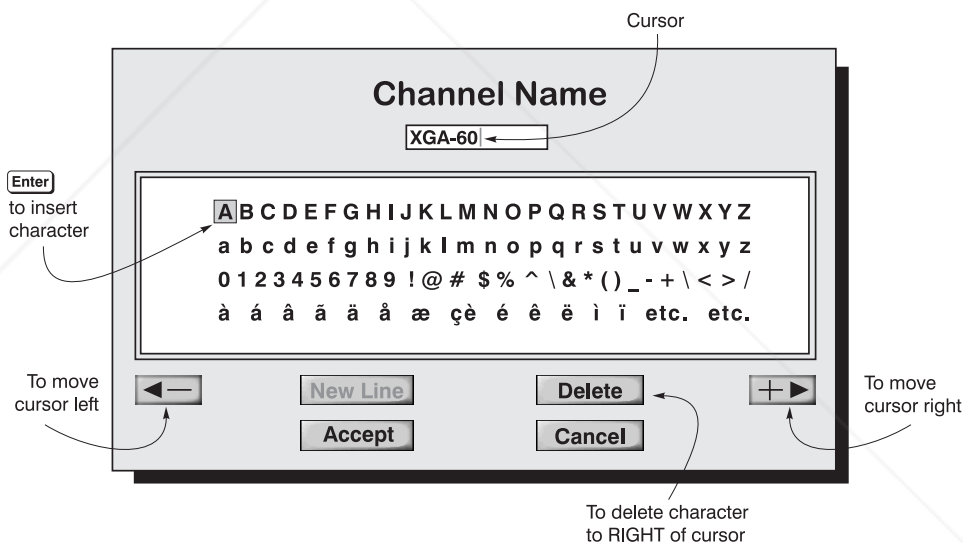 Cursor
Channel Name
XGA-60
Enter
to insert
character
A B C D E F G H I J K L M N O P Q R S T U V W X Y Z
a b c d e f g h i j k l m n o p q r s t u v w x y z
0 1 2 3 4 5 6 7 8 9 ! @ # $ % ^ \ & * ( ) _ - + \ < > /
à á â ã ä å æ çè é ê ë ì ï etc. etc.
To move
cursor left
New Line
Delete
To move
cursor right
Accept
Cancel
To delete character
to RIGHT of cursor